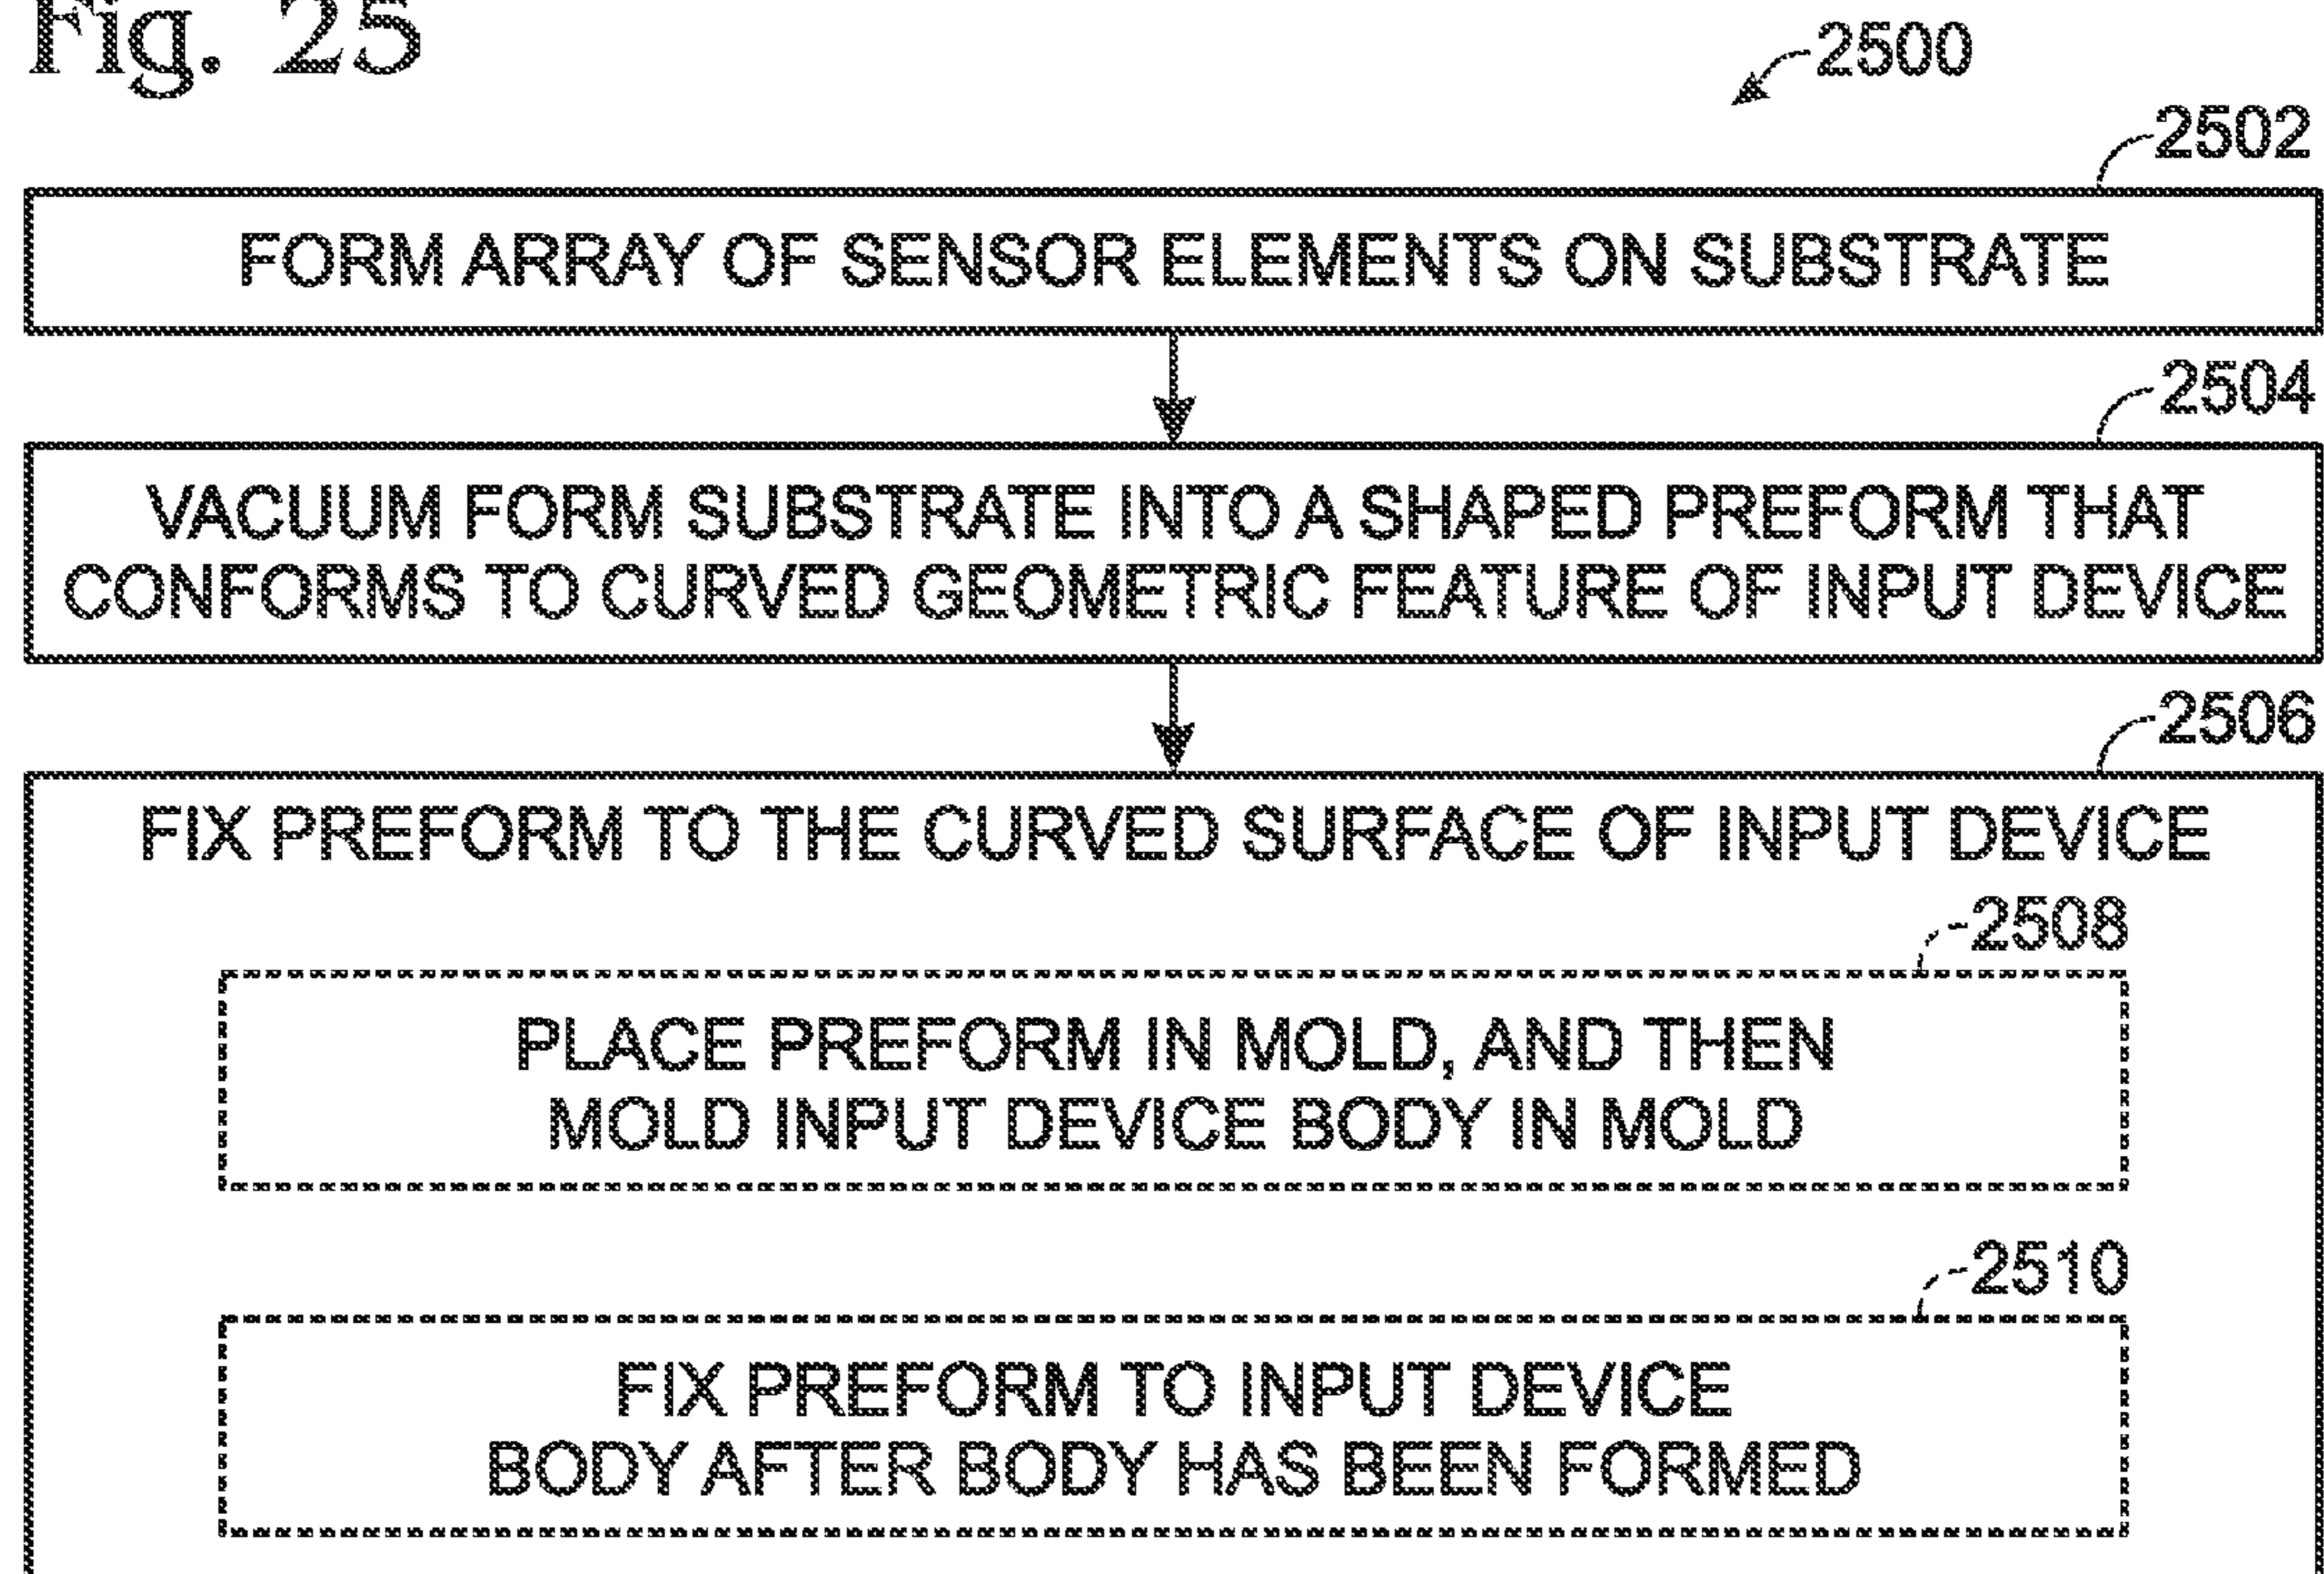 Fig. 25
2500
2502
FORM ARRAY OF SENSOR ELEMENTS ON SUBSTRATE
2504
VACUUM FORM SUBSTRATE INTO A SHAPED PREFORM THAT
CONFORMS TO CURVED GEOMETRIC FEATURE OF INPUT DEVICE
2506
FIX PREFORM TO THE CURVED SURFACE OF INPUT DEVICE
2508
PLACE PREFORM IN MOLD, AND THEN
MOLD INPUT DEVICE BODY IN MOLD
2510
FIX PREFORM TO INPUT DEVICE
BODY AFTER BODY HAS BEEN FORMED